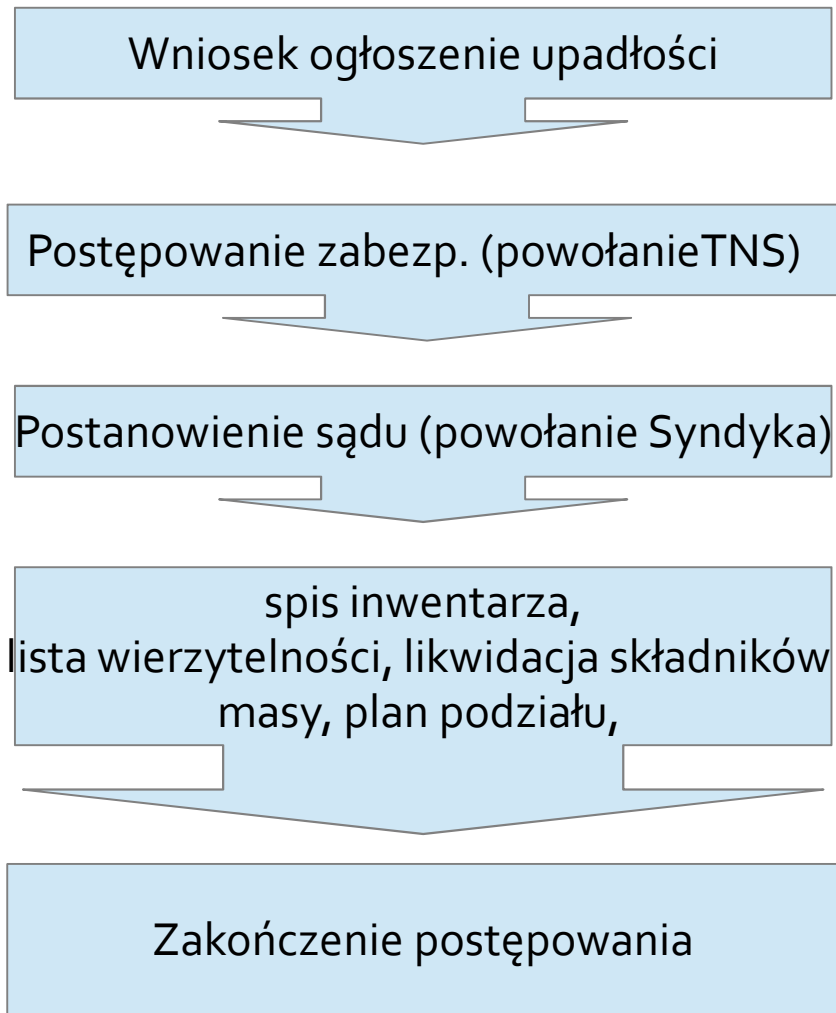 Wniosek ogłoszenie upadłości
Postępowanie zabezp. (powołanieTNS)
Postanowienie sądu (powołanie Syndyka)
spis inwentarza,
lista wierzytelności, likwidacja składników
masy, plan podziału,
Zakończenie postępowania